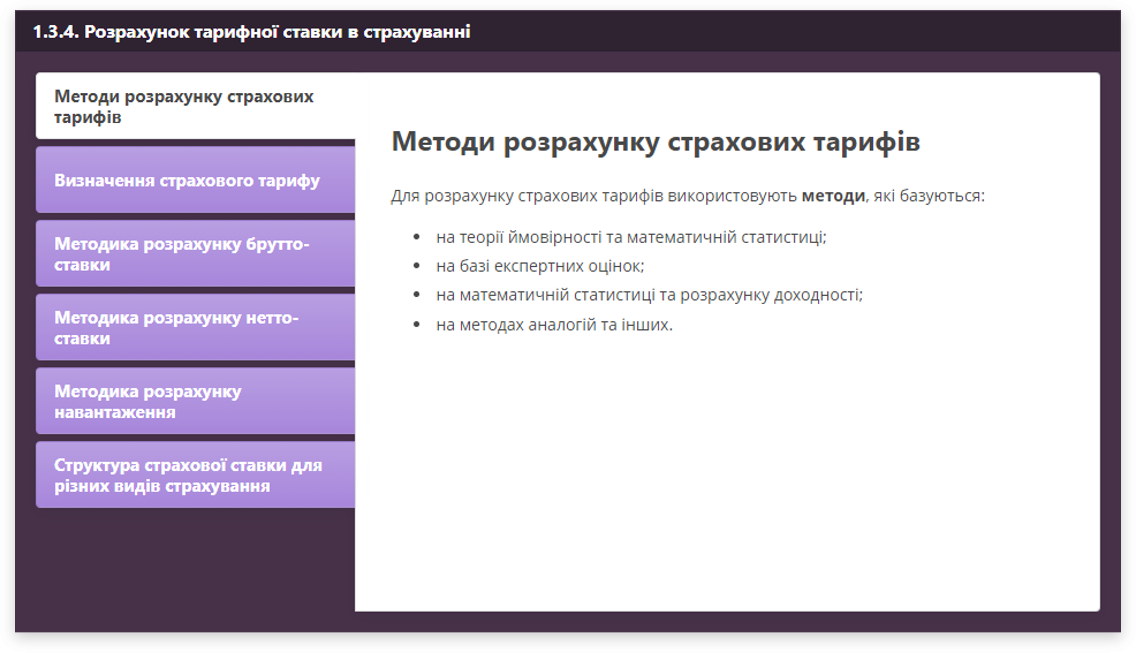 1.3.4. Розрахунок тарифної ставки в страхуванні
Методи розрахунку страхових
тарифів
Визначення страхового тарифу
Методика розрахунку брутто-
ставки
Методика розрахунку нетто-
ставки
Методика розрахунку
навантаження
Структура страхової ставки для
різних видів страхування
Методи розрахунку страхових тарифів
Для розрахунку страхових тарифів використовують методи, які базуються:
• на теорії ймовірності та математичній статистиці;
• на базі експертних оцінок;
• на математичній статистиці та розрахунку доходності;
• на методах аналогій та інших.